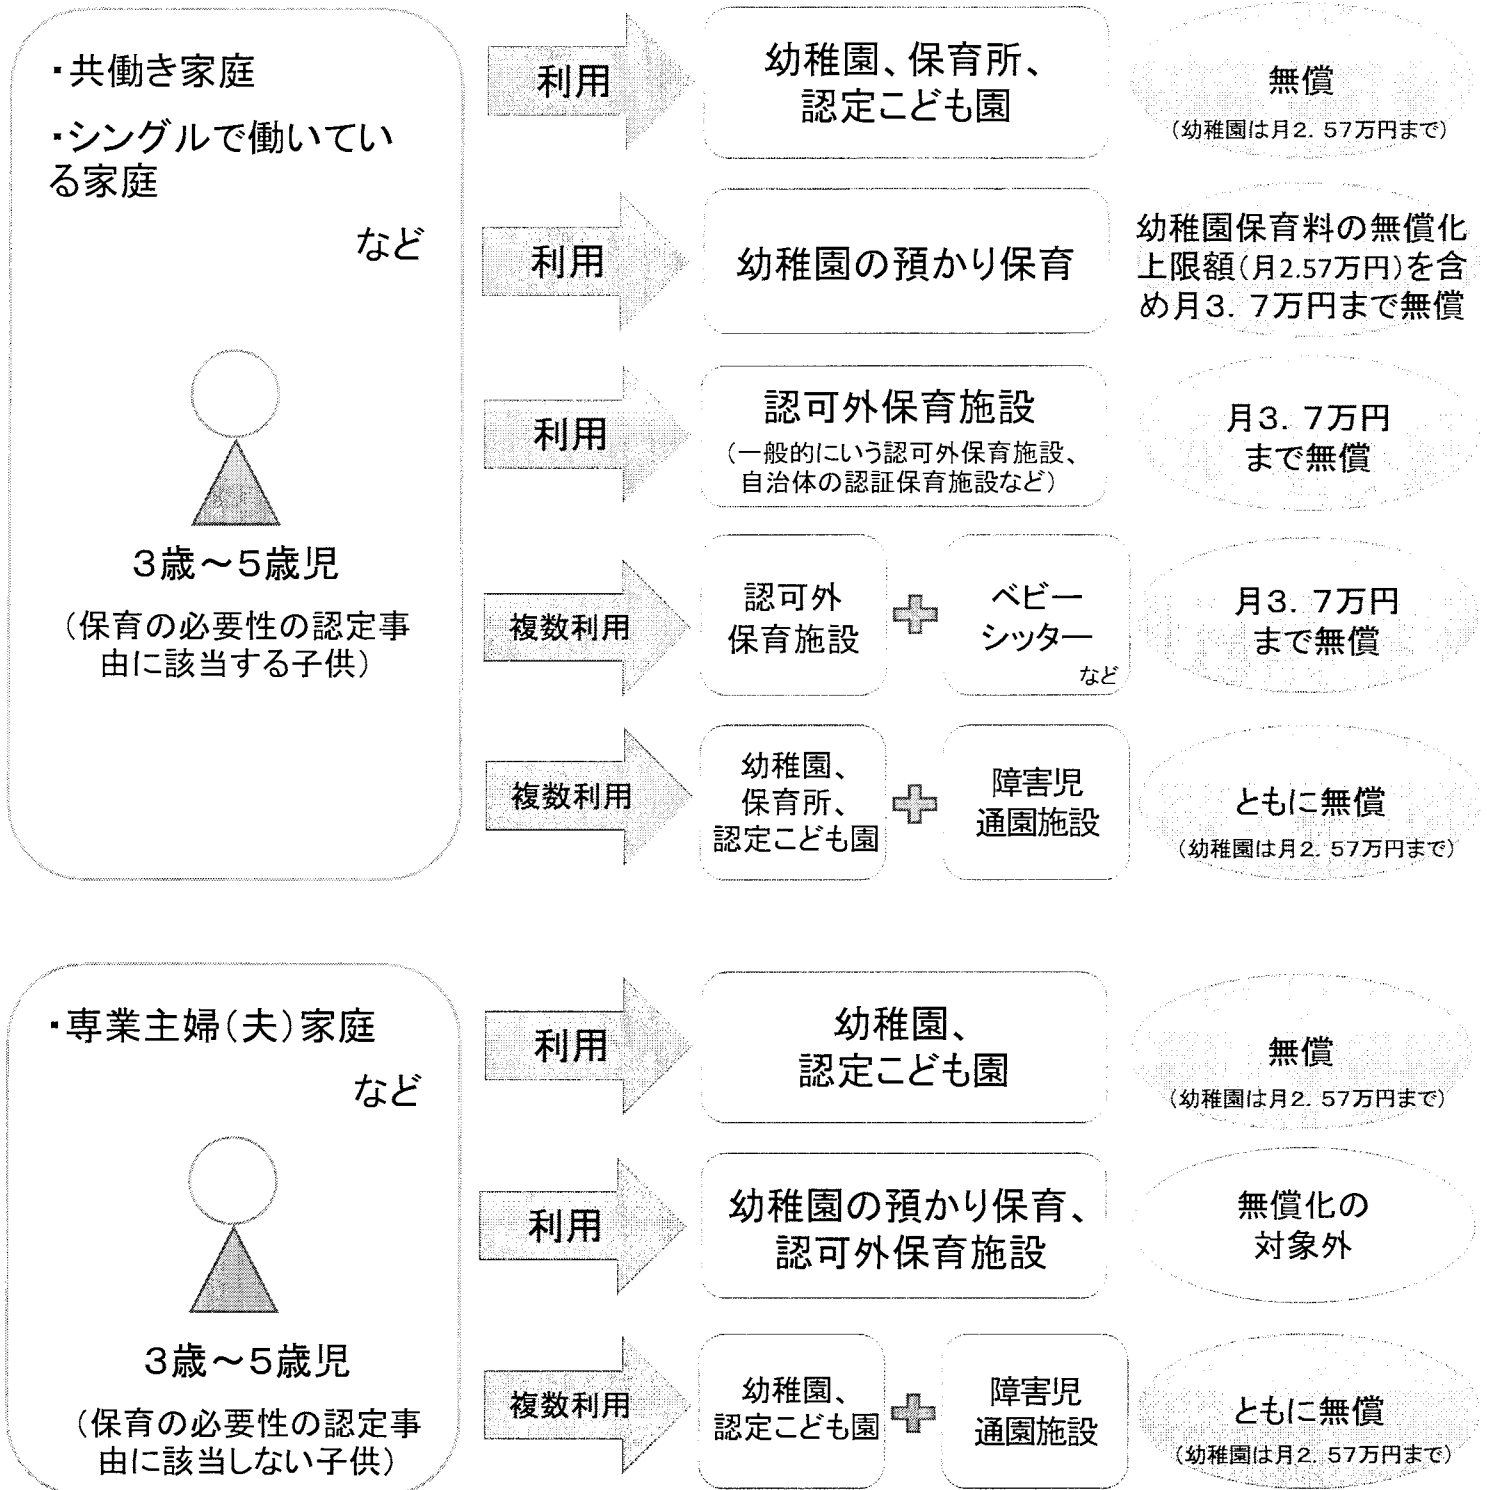 ・共働き家庭
・シングルで働いてい
る家庭
など
3歳～5歳児
（保育の必要性の認定事
由に該当する子供）
利用
幼稚園、保育所、
認定こども園
無償
（幼稚園は月2．57万円まで）
利用
幼稚園の預かり保育
幼稚園保育料の無償化
上限額（月2.57万円）を含
め月3．7万円まで無償
利用
認可外保育施設
（一般的にいう認可外保育施設、
自治体の認証保育施設など）
月3．7万円
まで無償
複数利用
認可外
保育施設
ベビー
シッター
など
月3．7万円
まで無償
複数利用
幼稚園、
保育所、
認定こども園
障害児
通園施設
ともに無償
（幼稚園は月2．57万円まで）
・専業主婦（夫）家庭
など
3歳～5歳児
（保育の必要性の認定事
由に該当しない子供）
利用
幼稚園、
認定こども園
無償
（幼稚園は月2．57万円まで）
利用
幼稚園の預かり保育、
認可外保育施設
無償化の
対象外
複数利用
幼稚園、
認定こども園
障害児
通園施設
ともに無償
（幼稚園は月2．57万円まで）